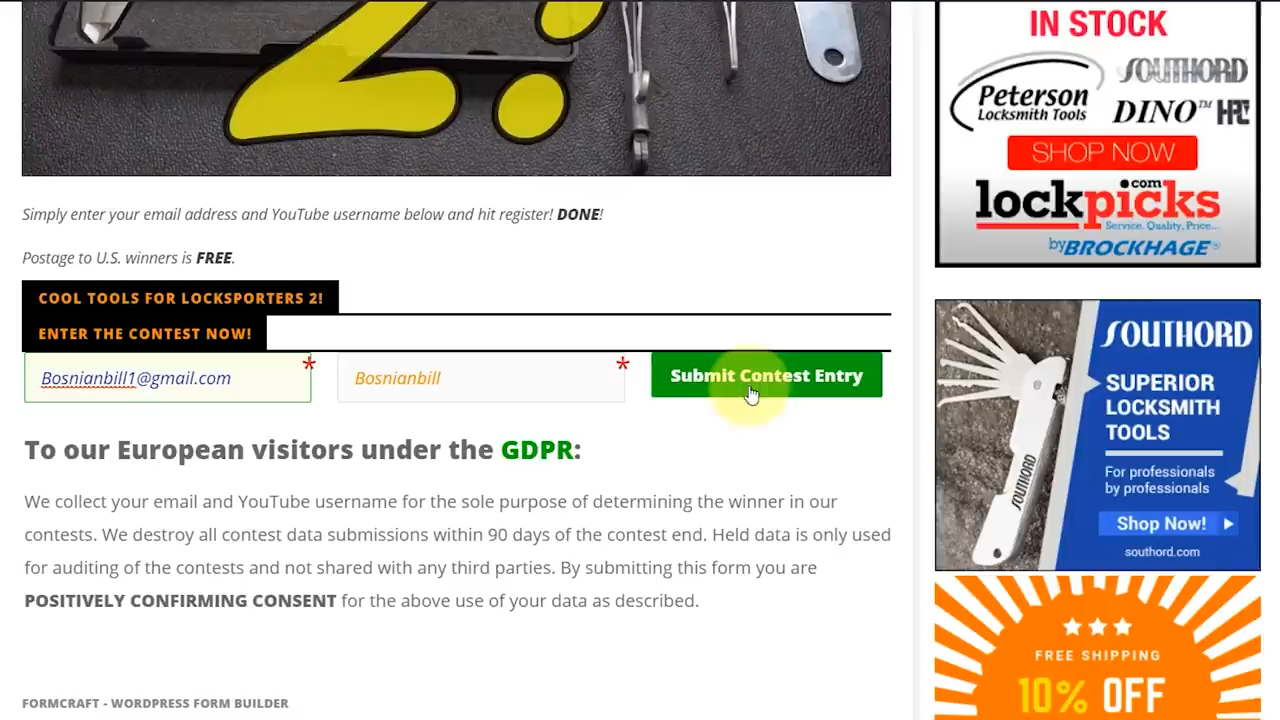 2!
Simply enter your email address and YouTube username below and hit register! DONE!
Postage to U.S. winners is FREE.
COOL TOOLS FOR LOCKSPORTERS 2!
ENTER THE CONTEST NOW!
Bosnianbill1@gmail.com *
Bosnianbill *
Submit Contest Entry
To our European visitors under the GDPR:
We collect your email and YouTube username for the sole purpose of determining the winner in our
contests. We destroy all contest data submissions within 90 days of the contest end. Held data is only used
for auditing of the contests and not shared with any third parties. By submitting this form you are
POSITIVELY CONFIRMING CONSENT for the above use of your data as described.
FORMCRAFT - WORDPRESS FORM BUILDER
IN STOCK
Peterson
Locksmith Tools
SOUTHORD
DINO™ HPC
SHOP NOW
lockpicks.com
Service, Quality, Price...
by BROCKHAGE®
SOUTHORD
SUPERIOR
LOCKSMITH
TOOLS
For professionals
by professionals
Shop Now!
southord.com
SOUTHORD
FREE SHIPPING
10% OFF